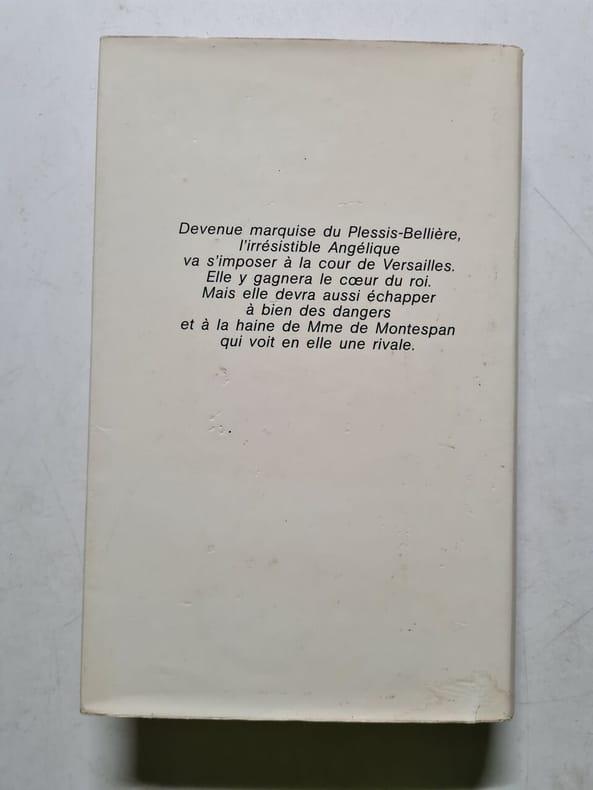 Devenue marquise du Plessis-Bellière,
l'irrésistible Angélique
va s'imposer à la cour de Versailles.
Elle y gagnera le cœur du roi.
Mais elle devra aussi échapper
à bien des dangers
et à la haine de Mme de Montespan
qui voit en elle une rivale.